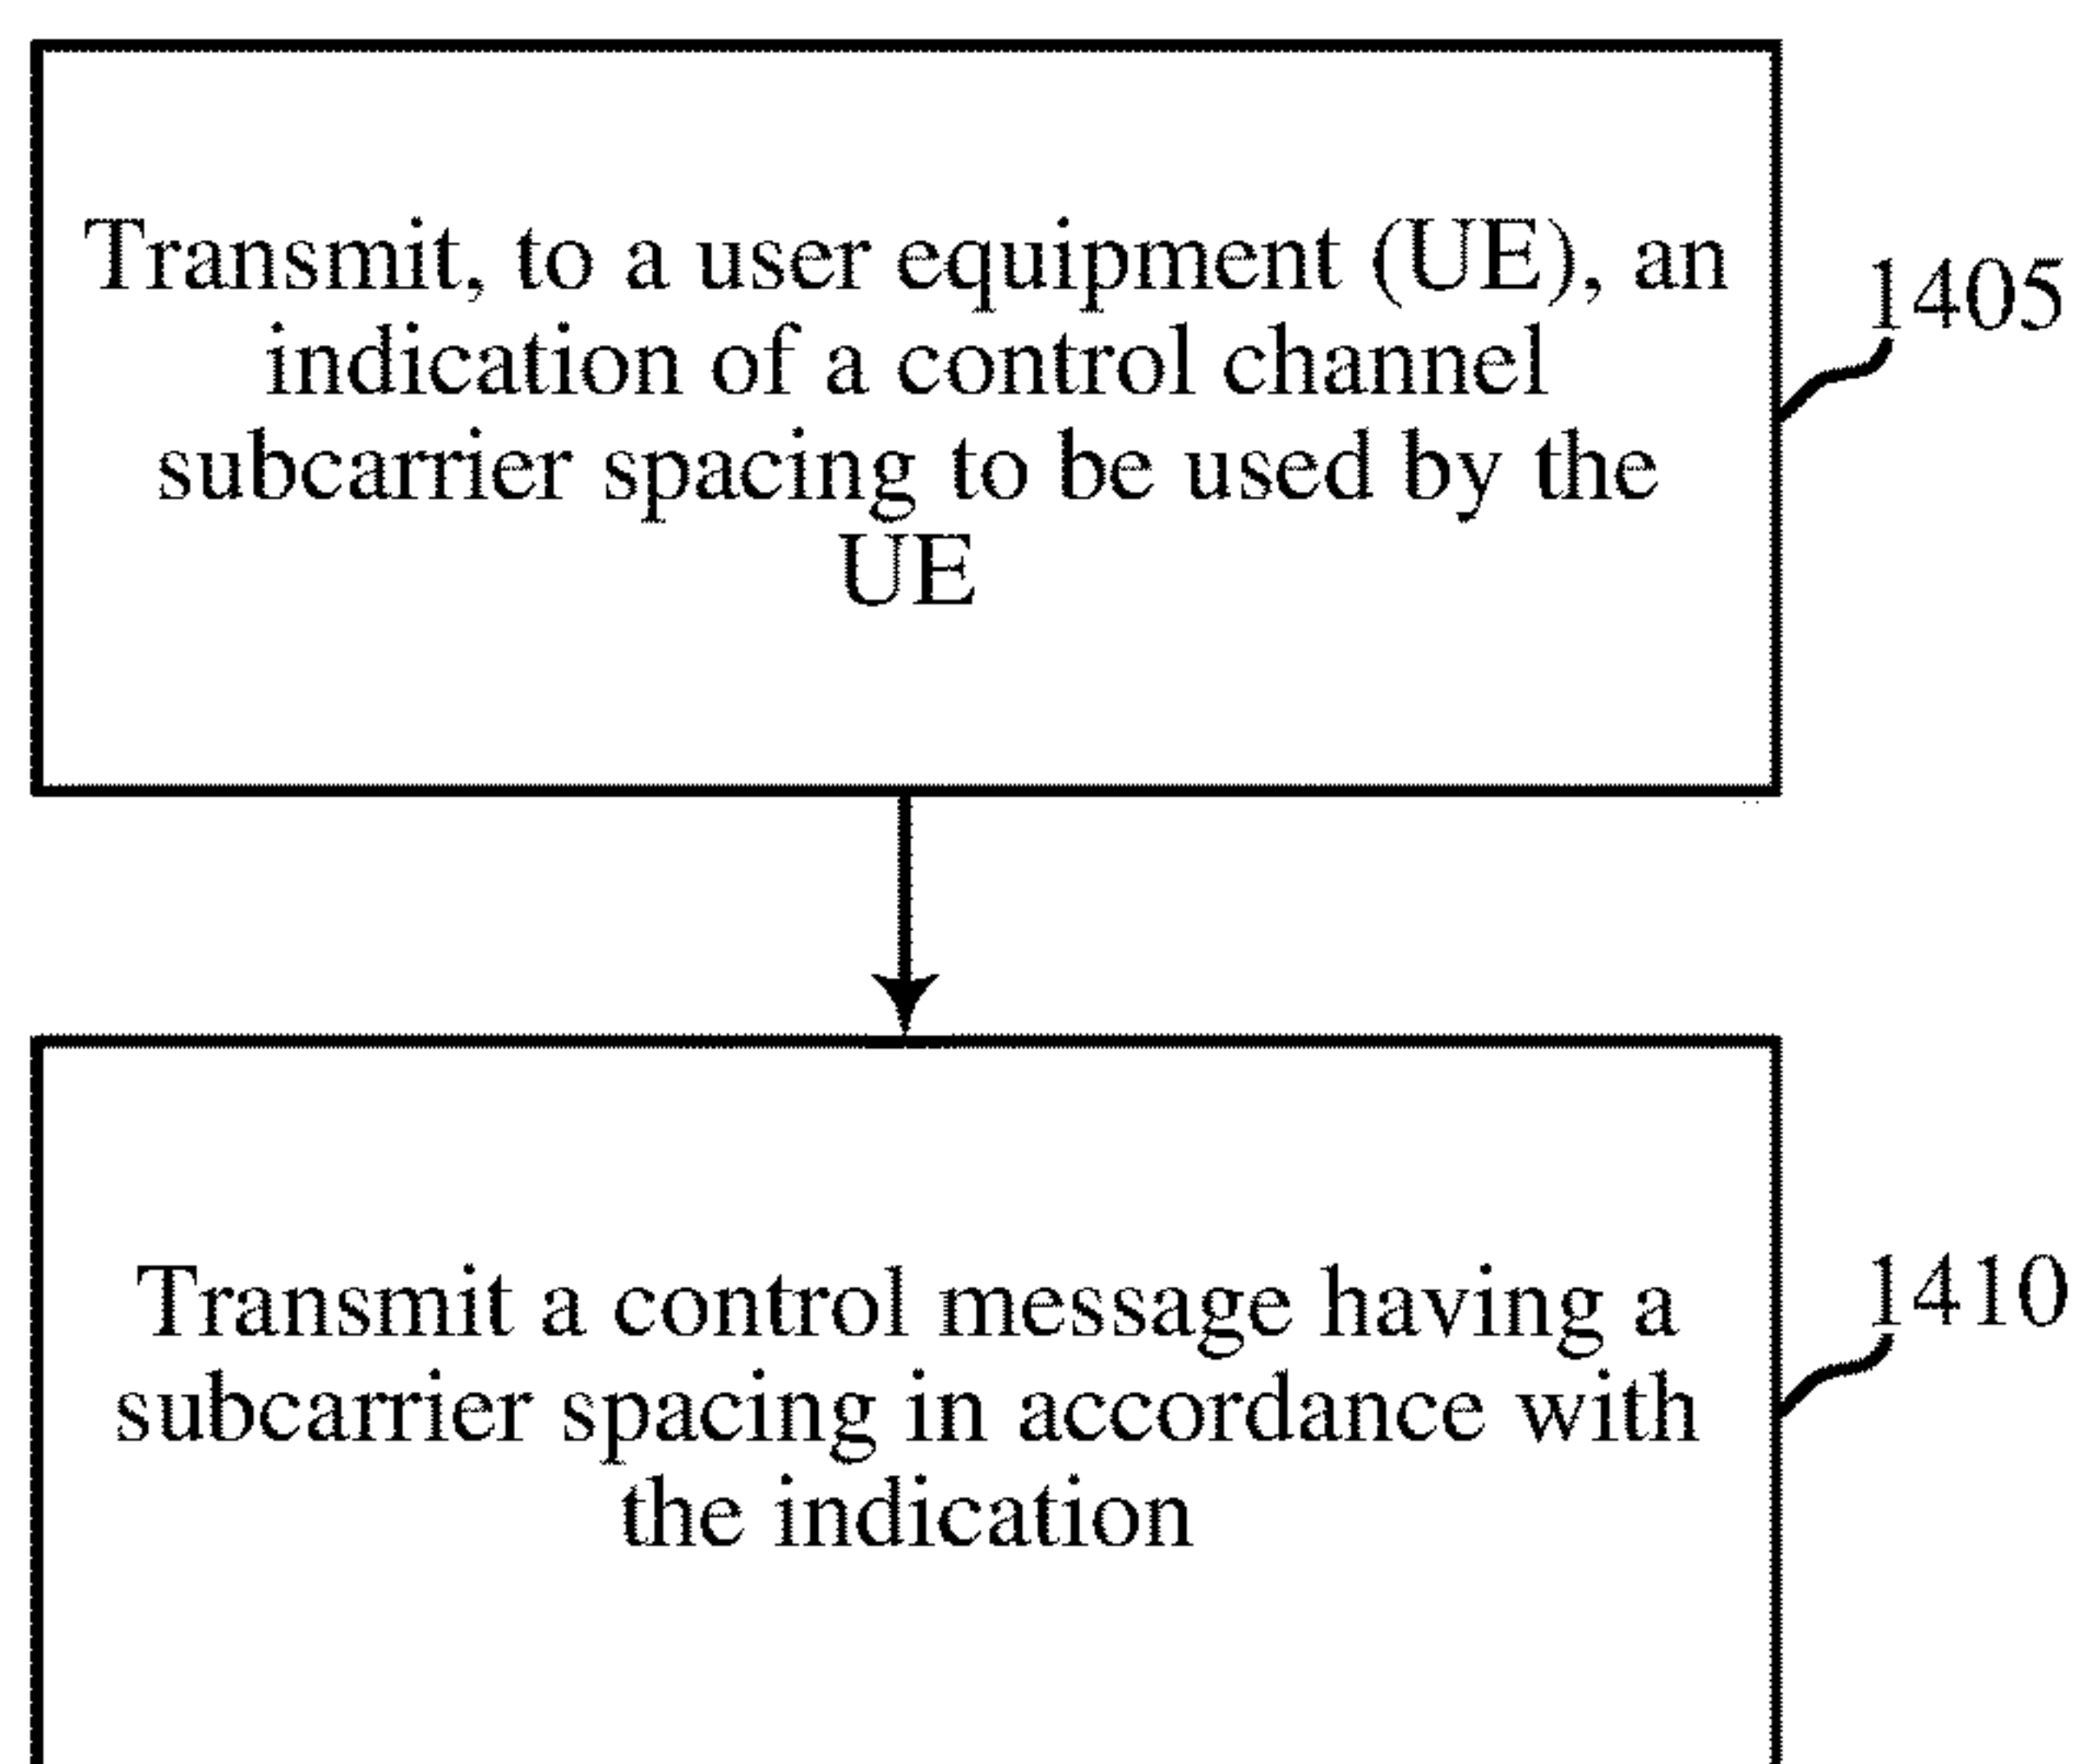 Transmit, to a user equipment (UE), an
indication of a control channel
subcarrier spacing to be used by the
UE
1405
Transmit a control message having a
subcarrier spacing in accordance with
the indication
1410